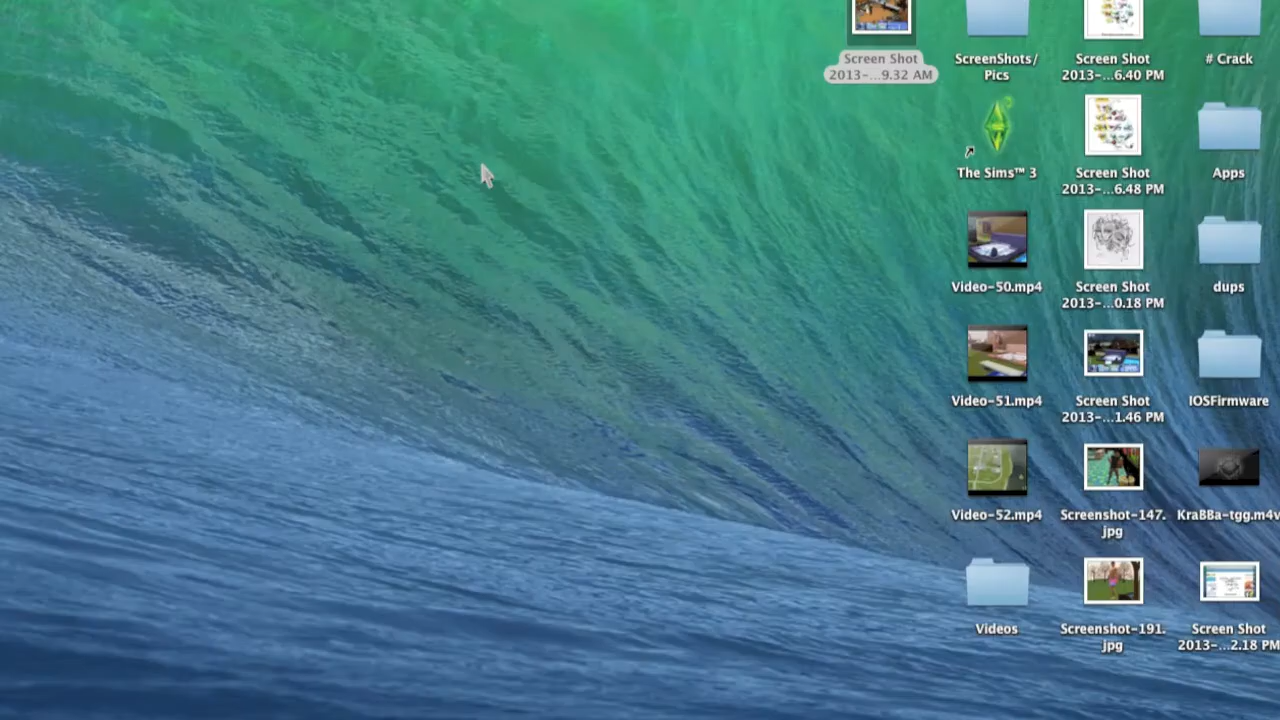 Screen Shot
2013-...9.32 AM
ScreenShots/
Pics
Screen Shot
2013-...6.40 PM
# Crack
The Sims™ 3
Screen Shot
2013-...6.48 PM
Apps
Video-50.mp4
Screen Shot
2013-...0.18 PM
dups
Video-51.mp4
Screen Shot
2013-...1.46 PM
IOSFirmware
Video-52.mp4
Screenshot-147.
jpg
KraBBa-tgg.m4v
Videos
Screenshot-191.
jpg
Screen Shot
2013-...2.18 PM